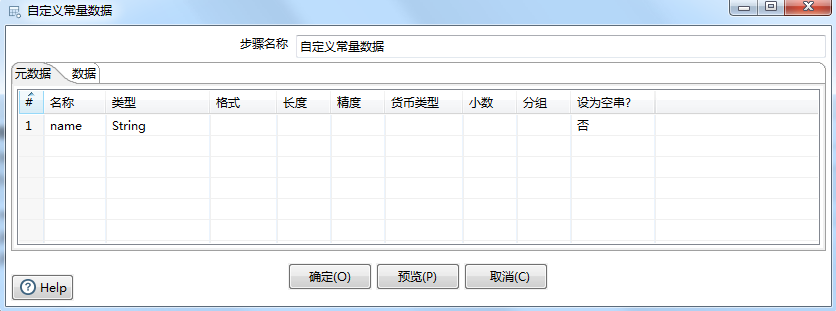 自定义常量数据
步骤名称 自定义常量数据
元数据 数据
# 名称 类型 格式 长度 精度 货币类型 小数 分组 设为空串?
1 name String 否
确定(O) 预览(P) 取消(C)
Help